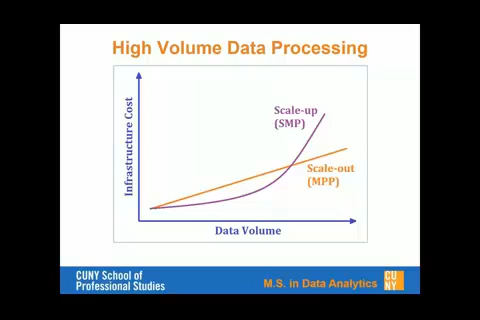 High Volume Data Processing
Infrastructure Cost
Scale-up
(SMP)
Scale-out
(MPP)
Data Volume
CUNY School of
Professional Studies
M.S. in Data Analytics
CU
NY